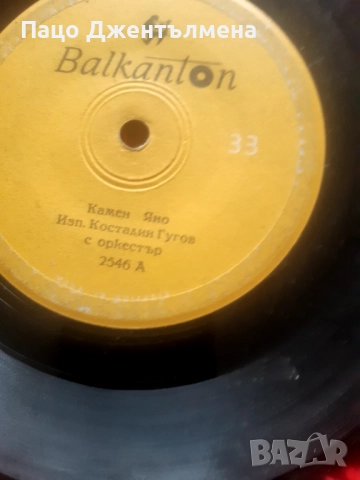 Пацо Джентълмена
Balkanton
33
Камен Яно
Изп. Костадин Гугов
с оркестър
2546 А
BAZAR